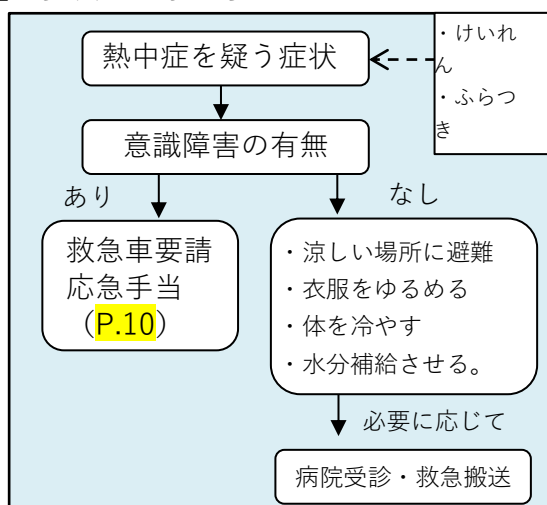 熱中症を疑う症状
・けいれ
ん
・ふらつ
き
意識障害の有無
あり
なし
救急車要請
応急手当
（P.10）
・涼しい場所に避難
・衣服をゆるめる
・体を冷やす
・水分補給させる。
必要に応じて
病院受診・救急搬送